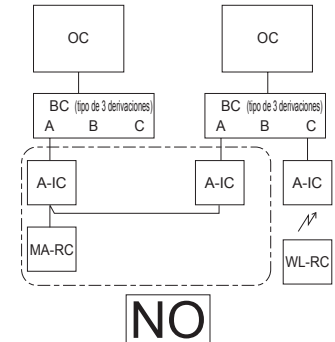 OC OC
BC (tipo de 3 derivaciones) BC (tipo de 3 derivaciones)
A B C A B C
A-IC A-IC A-IC
MA-RC WL-RC
NO